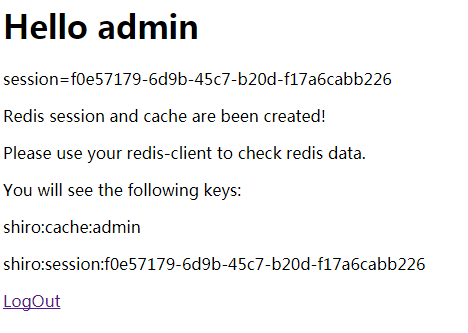 Hello admin
session=f0e57179-6d9b-45c7-b20d-f17a6cabb226
Redis session and cache are been created!
Please use your redis-client to check redis data.
You will see the following keys:
shiro:cache:admin
shiro:session:f0e57179-6d9b-45c7-b20d-f17a6cabb226
LogOut